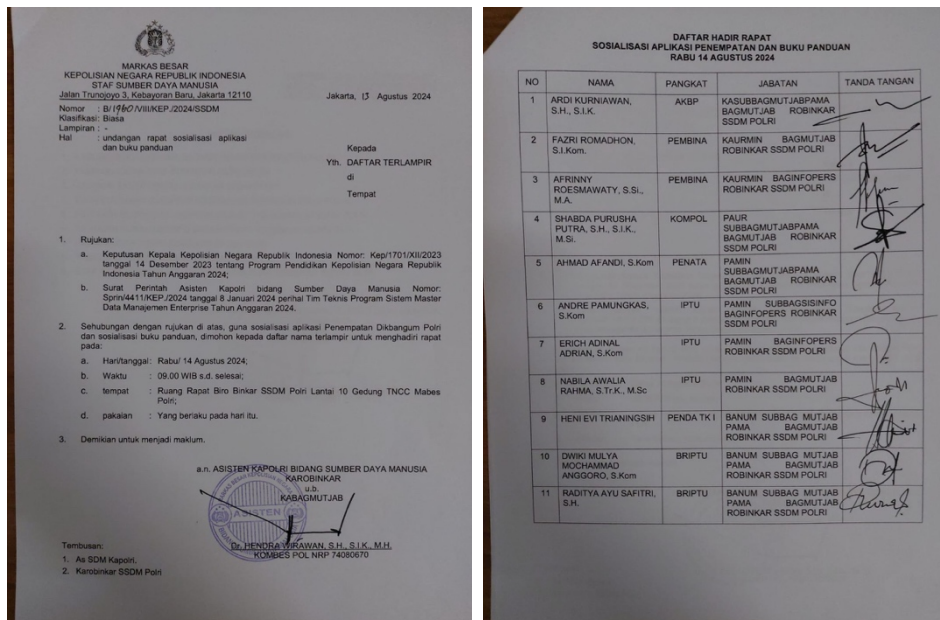 MARKAS BESAR
KEPOLISIAN NEGARA REPUBLIK INDONESIA
STAF SUMBER DAYA MANUSIA
Jalan Trunojoyo 3, Kebayoran Baru, Jakarta 12110
Jakarta, 13 Agustus 2024
Nomor : B/1960/VIII/KEP./2024/SSDM
Klasifikasi: Biasa
Lampiran : -
Hal : undangan rapat sosialisasi aplikasi
dan buku panduan
Kepada
Yth. DAFTAR TERLAMPIR
di
Tempat
1. Rujukan:
a. Keputusan Kepala Kepolisian Negara Republik Indonesia Nomor: Kep/1701/XII/2023
tanggal 14 Desember 2023 tentang Program Pendidikan Kepolisian Negara Republik
Indonesia Tahun Anggaran 2024;
b. Surat Perintah Asisten Kapolri bidang Sumber Daya Manusia Nomor:
Sprin/4411/KEP./2024 tanggal 8 Januari 2024 perihal Tim Teknis Program Sistem Master
Data Manajemen Enterprise Tahun Anggaran 2024.
2. Sehubungan dengan rujukan di atas, guna sosialisasi aplikasi Penempatan Dikbangum Polri
dan sosialisasi buku panduan, dimohon kepada daftar nama terlampir untuk menghadiri rapat
pada:
a. Hari/tanggal : Rabu/ 14 Agustus 2024;
b. Waktu : 09.00 WIB s.d. selesai;
c. tempat : Ruang Rapat Biro Binkar SSDM Polri Lantai 10 Gedung TNCC Mabes
Polri;
d. pakaian : Yang berlaku pada hari itu.
3. Demikian untuk menjadi maklum.
a.n. ASISTEN KAPOLRI BIDANG SUMBER DAYA MANUSIA
KAROBINKAR
u.b.
KABAGMUTJAB
ASISTEN
Dr. HENDRA WIRAWAN, S.H., S.I.K., M.H.
KOMBES POL NRP 74080670
Tembusan:
1. As SDM Kapolri.
2. Karobinkar SSDM Polri
DAFTAR HADIR RAPAT
SOSIALISASI APLIKASI PENEMPATAN DAN BUKU PANDUAN
RABU 14 AGUSTUS 2024
NO NAMA PANGKAT JABATAN TANDA TANGAN
1 ARDI KURNIAWAN, AKBP KASUBBAGMUTJABPAMA
S.H., S.I.K. BAGMUTJAB ROBINKAR
SSDM POLRI
2 FAZRI ROMADHON, PEMBINA KAURMIN BAGMUTJAB
S.I.Kom. ROBINKAR SSDM POLRI
3 AFRINNY PEMBINA KAURMIN BAGINFOPERS
ROESMAWATY, S.Si., ROBINKAR SSDM POLRI
M.A.
4 SHABDA PURUSHA KOMPOL PAUR
PUTRA, S.H., S.I.K., SUBBAGMUTJABPAMA
M.Si. BAGMUTJAB ROBINKAR
SSDM POLRI
5 AHMAD AFANDI, S.Kom PENATA PAMIN
SUBBAGMUTJABPAMA
BAGMUTJAB ROBINKAR
SSDM POLRI
6 ANDRE PAMUNGKAS, IPTU PAMIN SUBBAGSISINFO
S.Kom BAGINFOPERS ROBINKAR
SSDM POLRI
7 ERICH ADINAL IPTU PAMIN BAGINFOPERS
ADRIAN, S.Kom ROBINKAR SSDM POLRI
8 NABILA AWALIA IPTU PAMIN BAGMUTJAB
RAHMA, S.Tr.K., M.Sc ROBINKAR SSDM POLRI
9 HENI EVI TRIANINGSIH PENDA TK I BANUM SUBBAG MUTJAB
PAMA BAGMUTJAB
ROBINKAR SSDM POLRI
10 DWIKI MULYA BRIPTU BANUM SUBBAG MUTJAB
MOCHAMMAD PAMA BAGMUTJAB
ANGGORO, S.Kom ROBINKAR SSDM POLRI
11 RADITYA AYU SAFITRI, BRIPTU BANUM SUBBAG MUTJAB
S.H. PAMA BAGMUTJAB
ROBINKAR SSDM POLRI